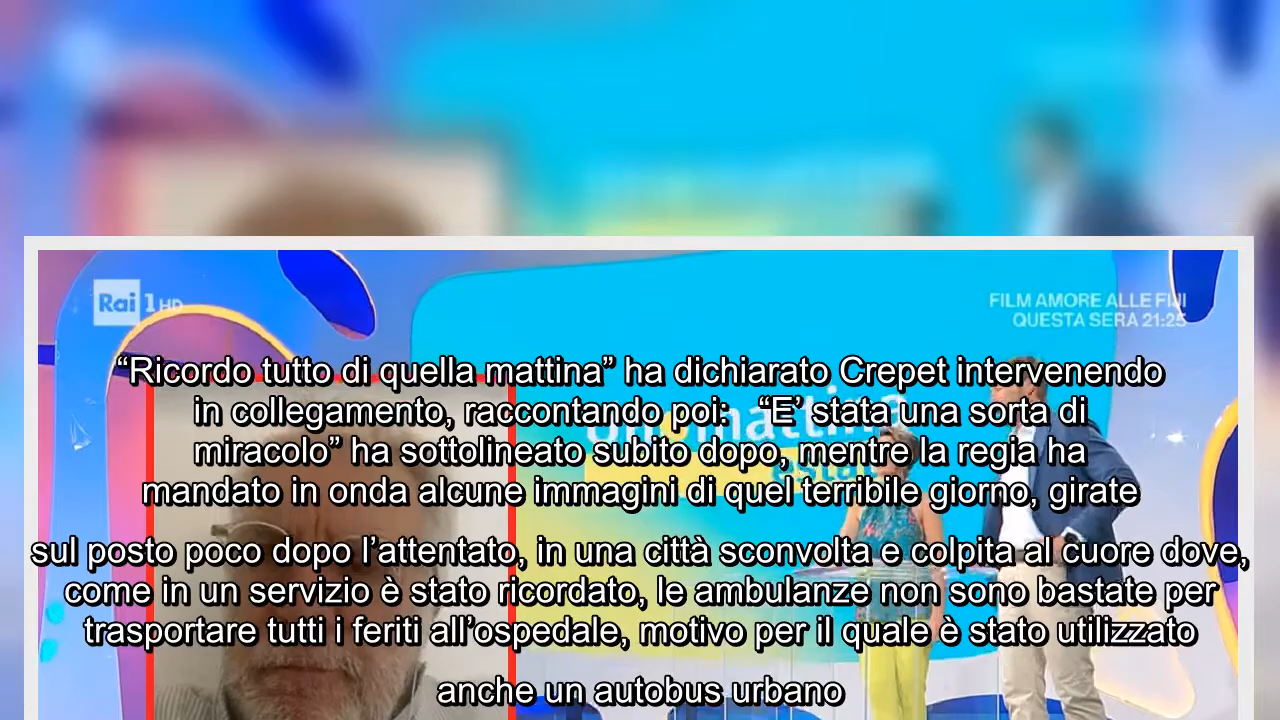 Rai 1 HD
FILM AMORE ALLE FIJI
QUESTA SERA 21:25
“Ricordo tutto di quella mattina” ha dichiarato Crepet intervenendo
in collegamento, raccontando poi: “E’ stata una sorta di
miracolo” ha sottolineato subito dopo, mentre la regia ha
mandato in onda alcune immagini di quel terribile giorno, girate
sul posto poco dopo l’attentato, in una città sconvolta e colpita al cuore dove,
come in un servizio è stato ricordato, le ambulanze non sono bastate per
trasportare tutti i feriti all’ospedale, motivo per il quale è stato utilizzato
anche un autobus urbano
unomattina
estate